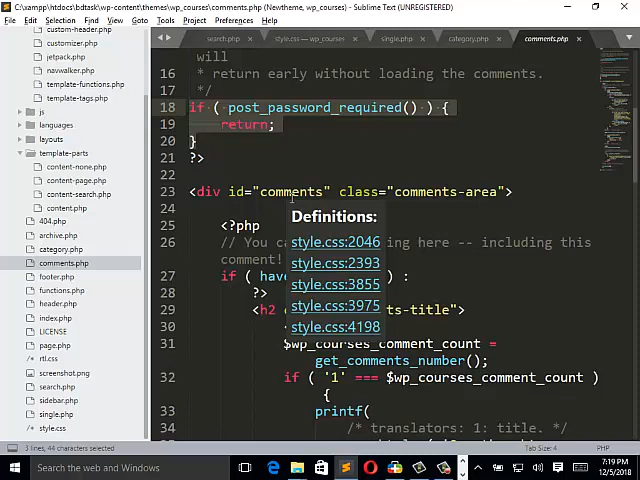 C:\xampp\htdocs\bdtask\wp-content\themes\wp_courses\comments.php (Newtheme, wp_courses) - Sublime Text (UNREGISTERED)
File Edit Selection Find View Goto Tools Project Preferences Help
custom-header.php
customizer.php
jetpack.php
navwalker.php
template-functions.php
template-tags.php
js
languages
layouts
template-parts
content-none.php
content-page.php
content-search.php
content.php
404.php
archive.php
category.php
comments.php
footer.php
functions.php
header.php
index.php
LICENSE
page.php
rtl.css
screenshot.png
search.php
sidebar.php
single.php
style.css
search.php style.css — wp_courses single.php category.php comments.php
will
16 * return early without loading the comments.
17 */
18 if ( post_password_required() ) {
19 return;
20 }
21 ?>
22
23 <div id="comments" class="comments-area">
24
25 <?php
26 // You ca ing here -- including this
comment!
27 if ( hav ) :
28 ?>
29 <h2 ts-title">
30
31 $wp_courses_comment_count =
get_comments_number();
32 if ( '1' === $wp_courses_comment_count )
{
33 printf(
34 /* translators: 1: title. */
Definitions:
style.css:2046
style.css:2393
style.css:3855
style.css:3975
style.css:4198
3 lines, 44 characters selected Tab Size: 4 PHP
Search the web and Windows
7:19 PM
12/5/2018